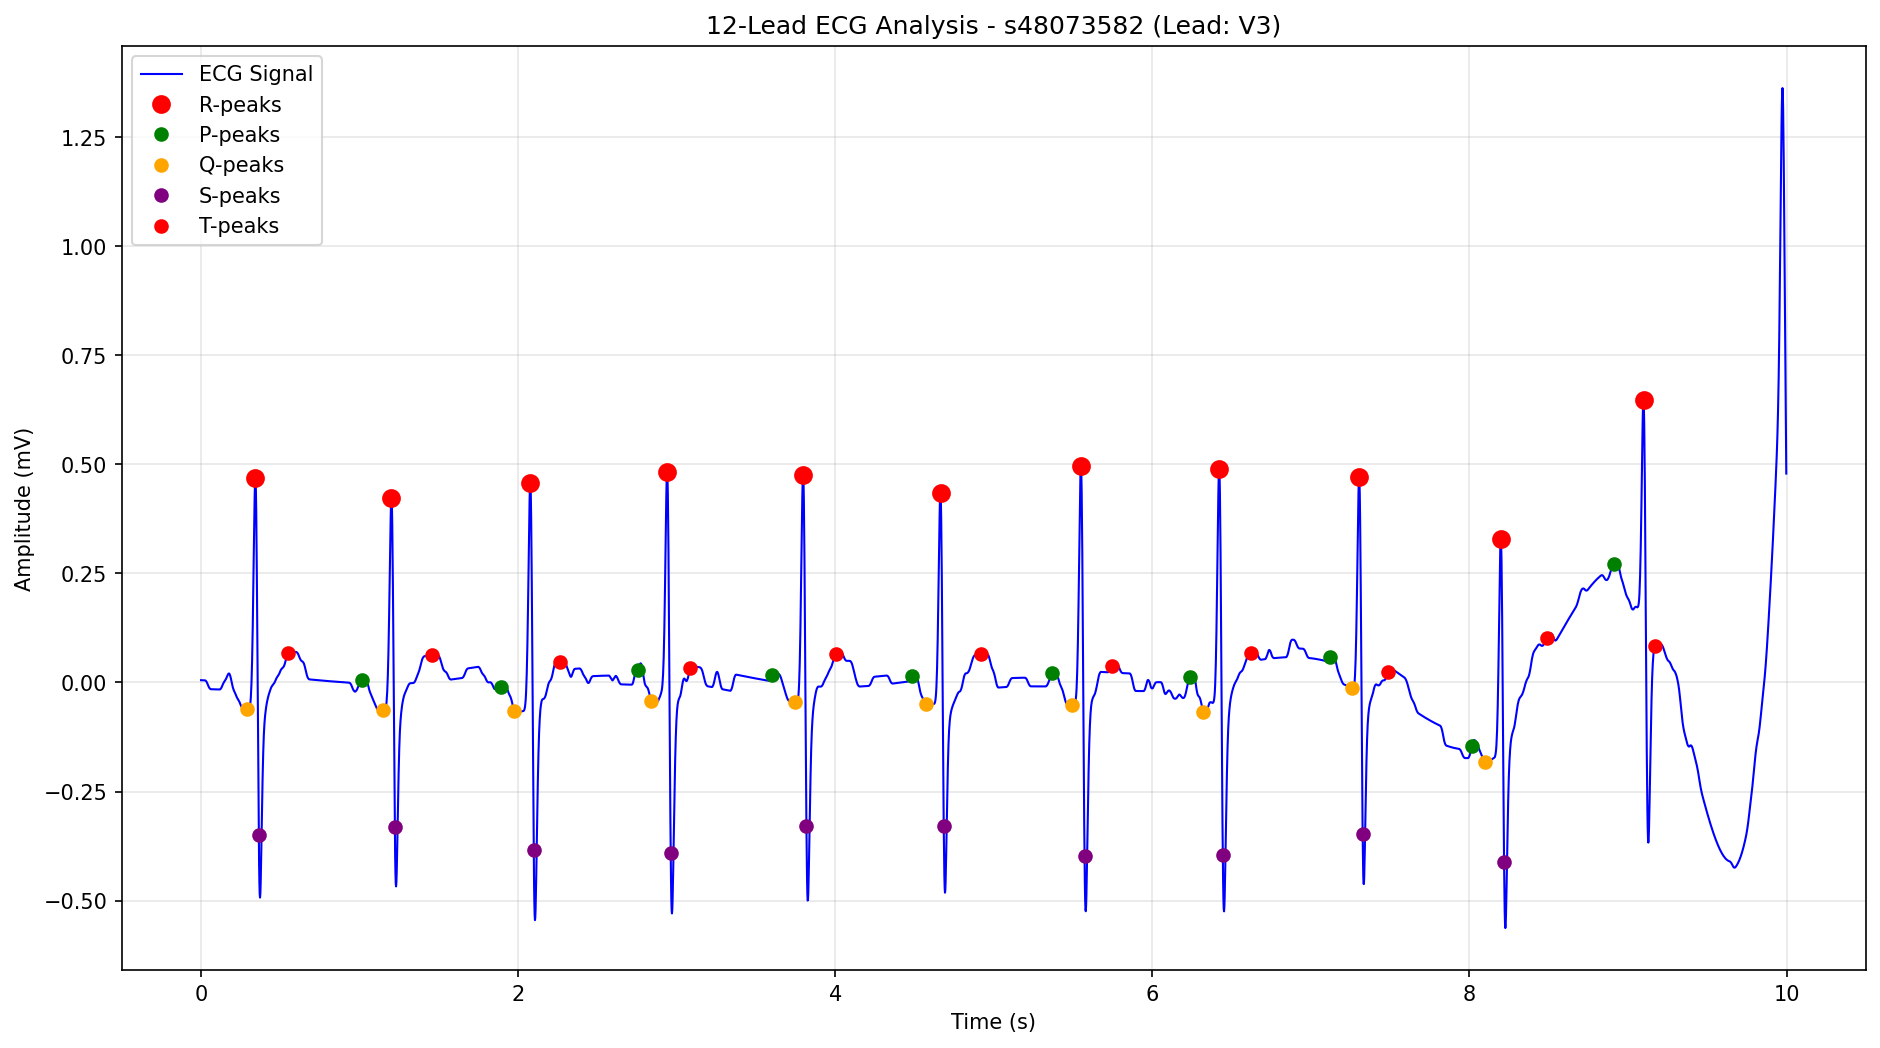 12-Lead ECG Analysis - s48073582 (Lead: V3)
ECG Signal
R-peaks
P-peaks
Q-peaks
S-peaks
T-peaks
Amplitude (mV)
1.25
1.00
0.75
0.50
0.25
0.00
−0.25
−0.50
0 2 4 6 8 10
Time (s)